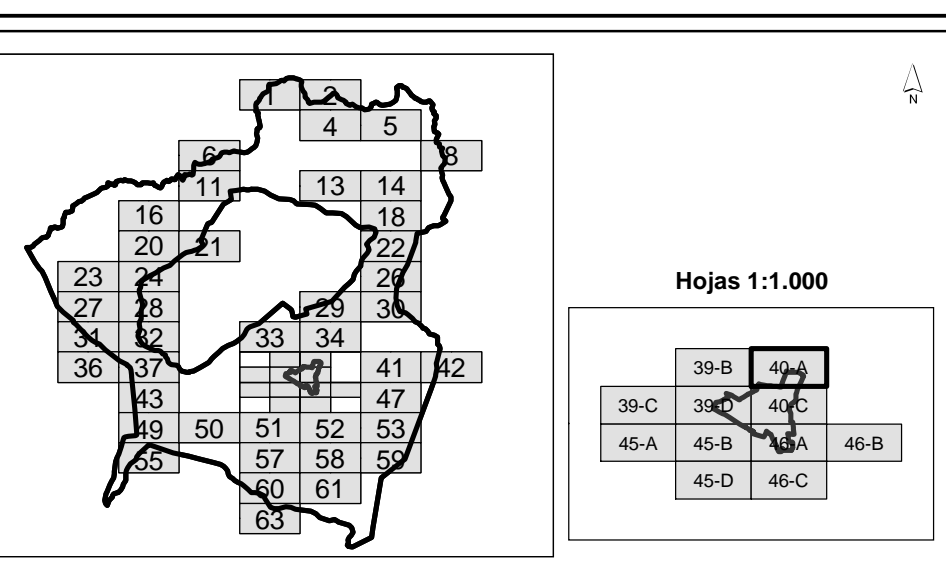 N
1 2
4 5
6 8
11 13 14
16 18
20 21 22
23 24 26
27 28 29 30
31 32 33 34
36 37 41 42
43 47
49 50 51 52 53
55 57 58 59
60 61
63
Hojas 1:1.000
39-B 40-A
39-C 39-D 40-C
45-A 45-B 46-A 46-B
45-D 46-C